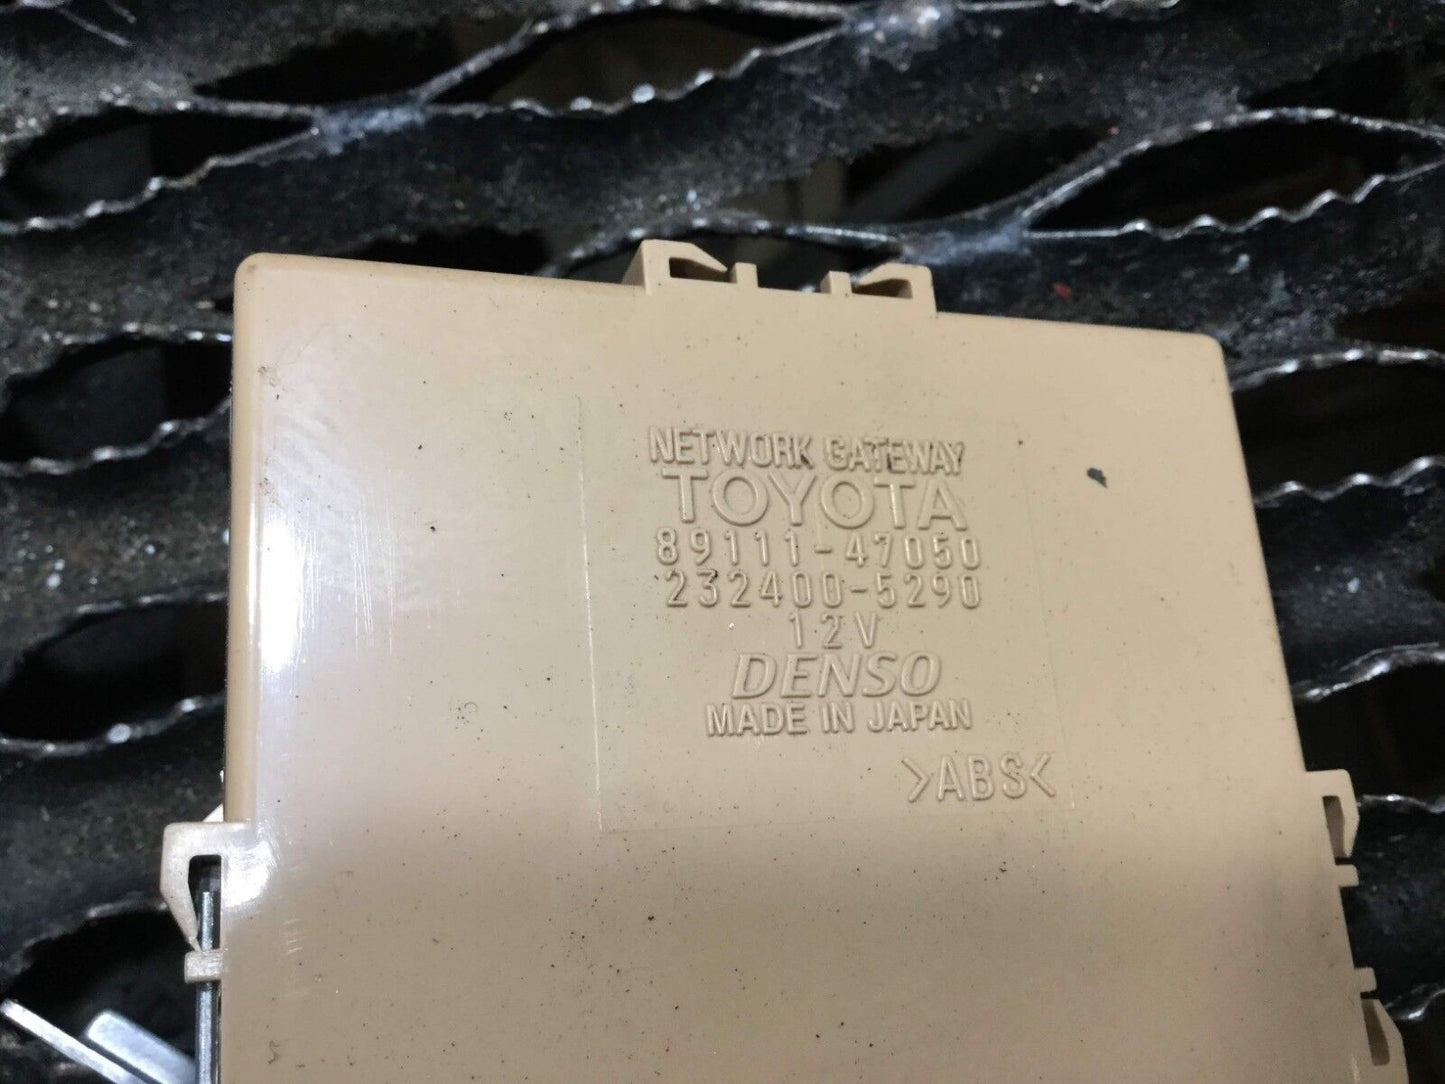 NETWORK GATEWAY
TOYOTA
89111-47050
232400-5290
12V
DENSO
MADE IN JAPAN
>ABS<